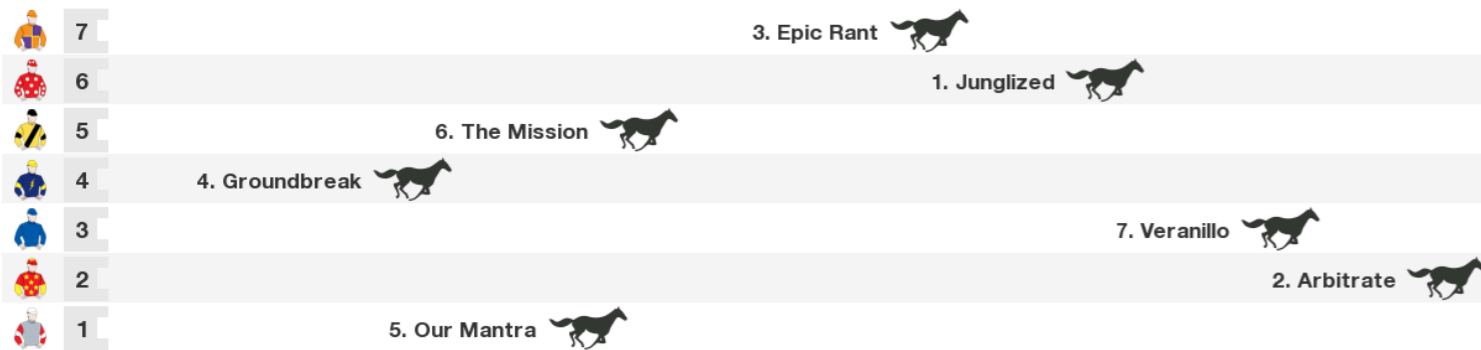 7 3. Epic Rant
6 1. Junglized
5 6. The Mission
4 4. Groundbreak
3 7. Veranillo
2 2. Arbitrate
1 5. Our Mantra